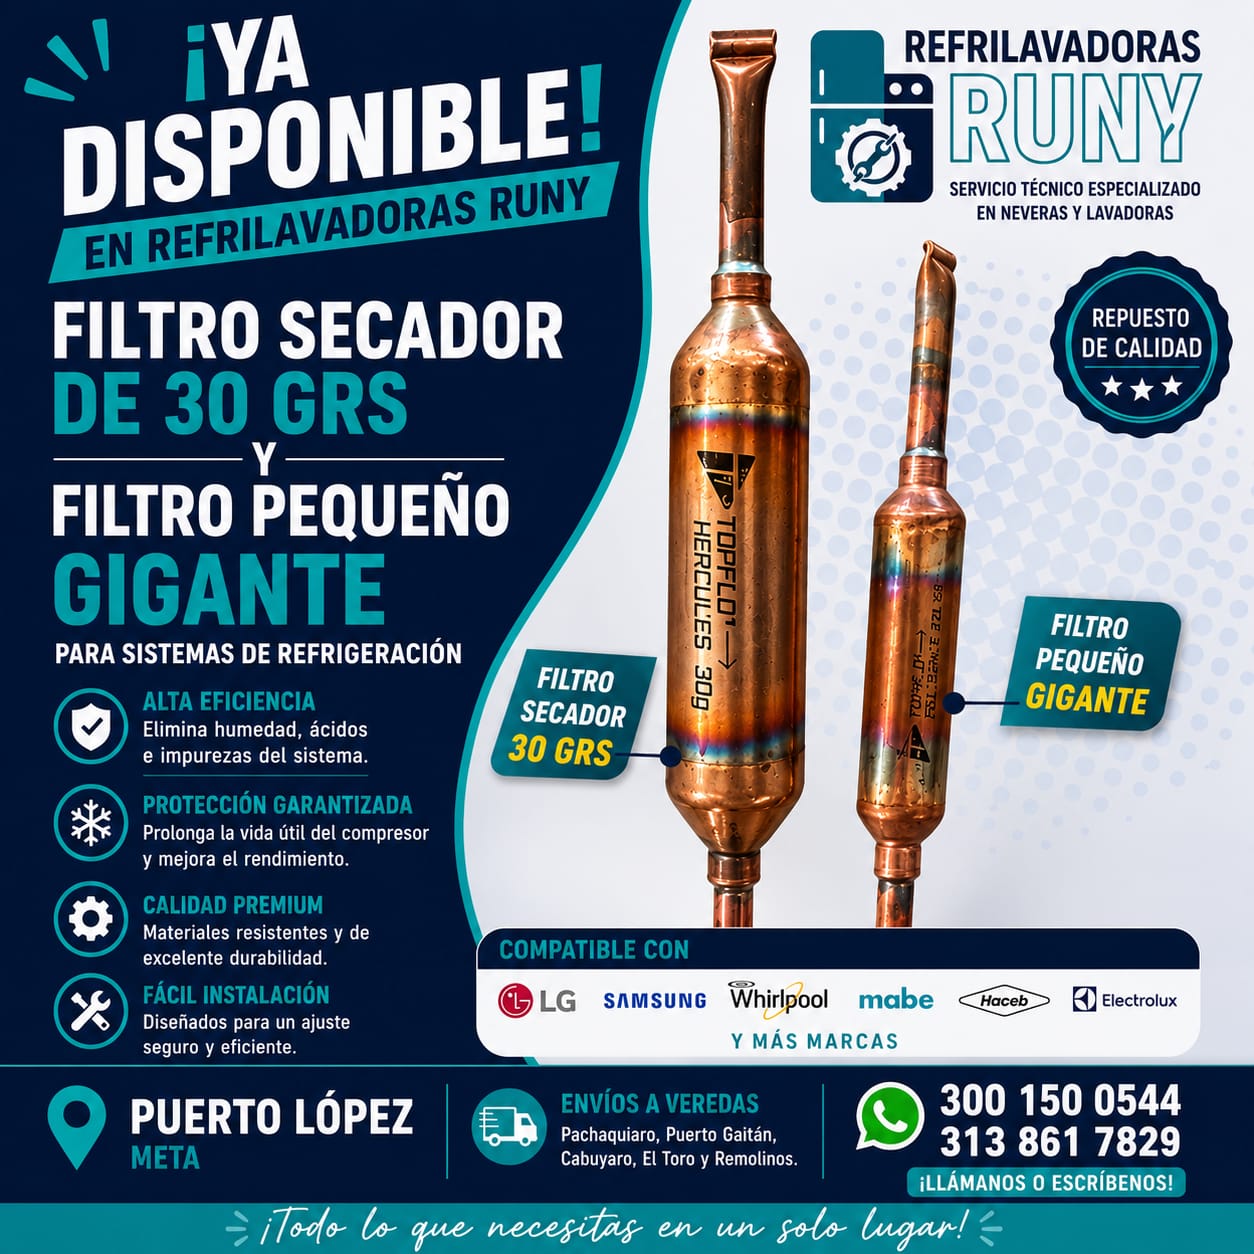 ¡YA
DISPONIBLE!
EN REFRILAVADORAS RUNY
FILTRO SECADOR
DE 30 GRS
Y
FILTRO PEQUEÑO
GIGANTE
PARA SISTEMAS DE REFRIGERACIÓN
ALTA EFICIENCIA
Elimina humedad, ácidos
e impurezas del sistema.
PROTECCIÓN GARANTIZADA
Prolonga la vida útil del compresor
y mejora el rendimiento.
CALIDAD PREMIUM
Materiales resistentes y de
excelente durabilidad.
FÁCIL INSTALACIÓN
Diseñados para un ajuste
seguro y eficiente.
REFRILAVADORAS
RUNY
SERVICIO TÉCNICO ESPECIALIZADO
EN NEVERAS Y LAVADORAS
REPUESTO
DE CALIDAD
TOPFLO
HERCULES 30g
FILTRO
SECADOR
30 GRS
FILTRO
PEQUEÑO
GIGANTE
COMPATIBLE CON
LG SAMSUNG Whirlpool mabe Haceb Electrolux
Y MÁS MARCAS
PUERTO LÓPEZ
META
ENVÍOS A VEREDAS
Pachaquiaro, Puerto Gaitán,
Cabuyaro, El Toro y Remolinos.
300 150 0544
313 861 7829
¡LLÁMANOS O ESCRÍBENOS!
¡Todo lo que necesitas en un solo lugar!